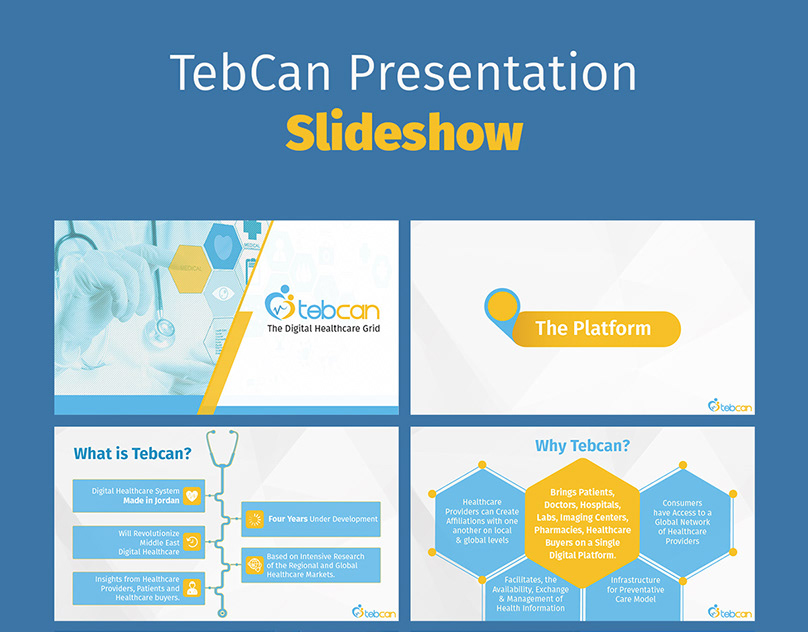 TebCan Presentation
Slideshow
MEDICAL
MEDICAL
tebcan
The Digital Healthcare Grid
The Platform
tebcan
What is Tebcan?
Digital Healthcare System
Made in Jordan
Four Years Under Development
Will Revolutionize
Middle East
Digital Healthcare
Based on Intensive Research
of the Regional and Global
Healthcare Markets.
Insights from Healthcare
Providers, Patients and
Healthcare buyers.
tebcan
Why Tebcan?
Healthcare
Providers can Create
Affiliations with one
another on local
& global levels
Brings Patients,
Doctors, Hospitals,
Labs, Imaging Centers,
Pharmacies, Healthcare
Buyers on a Single
Digital Platform.
Consumers
have Access to a
Global Network
of Healthcare
Providers
Facilitates, the
Availability, Exchange
& Management of
Health Information
Infrastructure
for Preventative
Care Model
tebcan